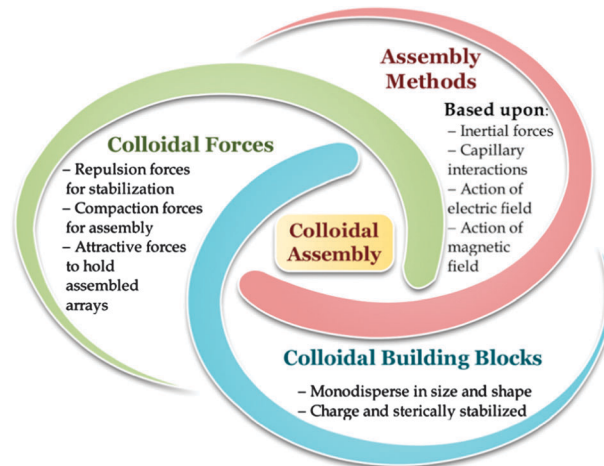 Assembly
Methods
Based upon:
– Inertial forces
– Capillary
interactions
– Action of
electric field
– Action of
magnetic
field
Colloidal Forces
– Repulsion forces
for stabilization
– Compaction forces
for assembly
– Attractive forces
to hold
assembled
arrays
Colloidal
Assembly
Colloidal Building Blocks
– Monodisperse in size and shape
– Charge and sterically stabilized